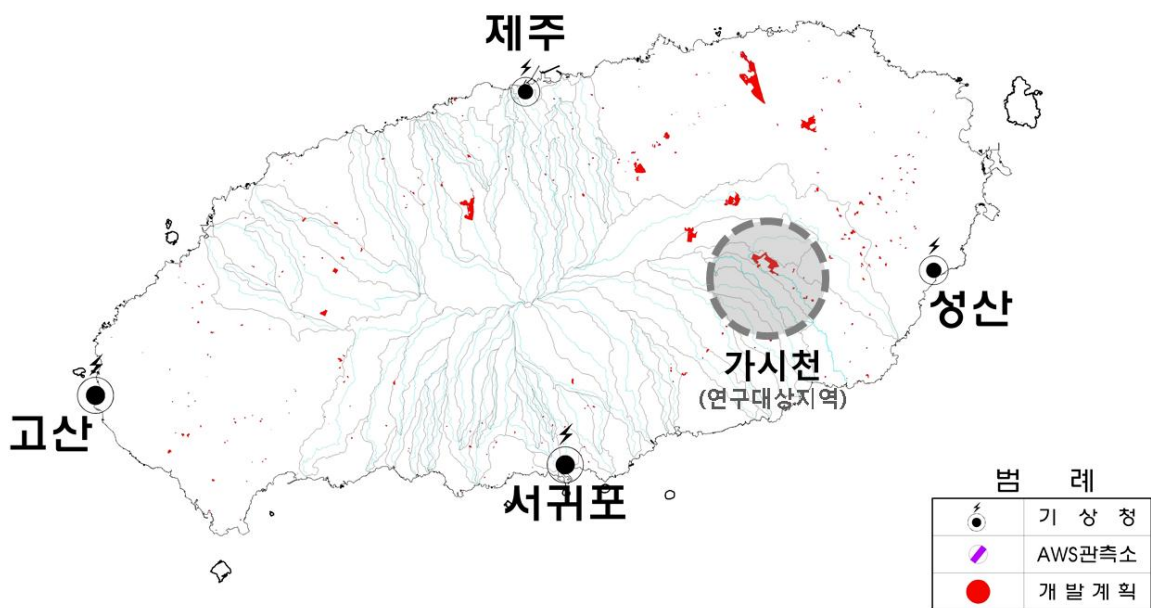 제주
성산
가시천
(연구대상지역)
고산
서귀포
범 례
기 상 청
AWS관측소
개 발 계 획